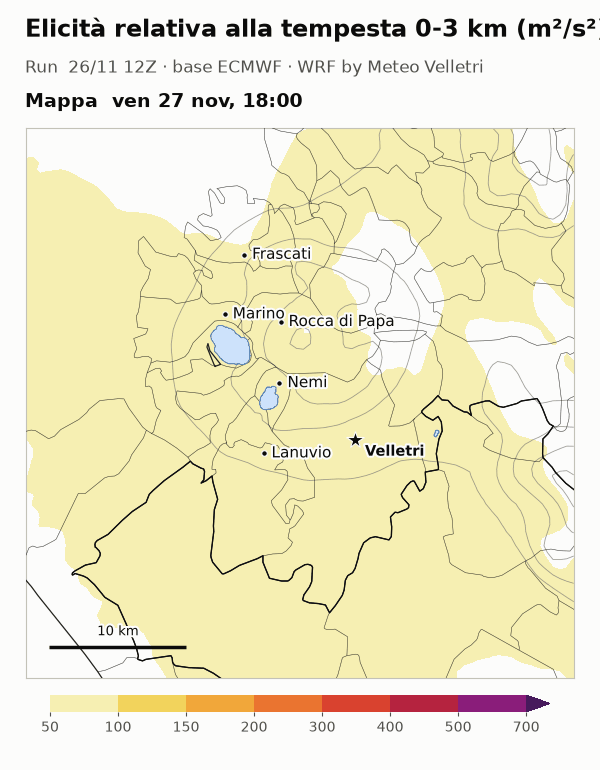 Elicità relativa alla tempesta 0-3 km (m²/s²)
Run 26/11 12Z · base ECMWF · WRF by Meteo Velletri
Mappa ven 27 nov, 18:00
Frascati
Marino
Rocca di Papa
Nemi
Velletri
Lanuvio
10 km
50 100 150 200 300 400 500 700